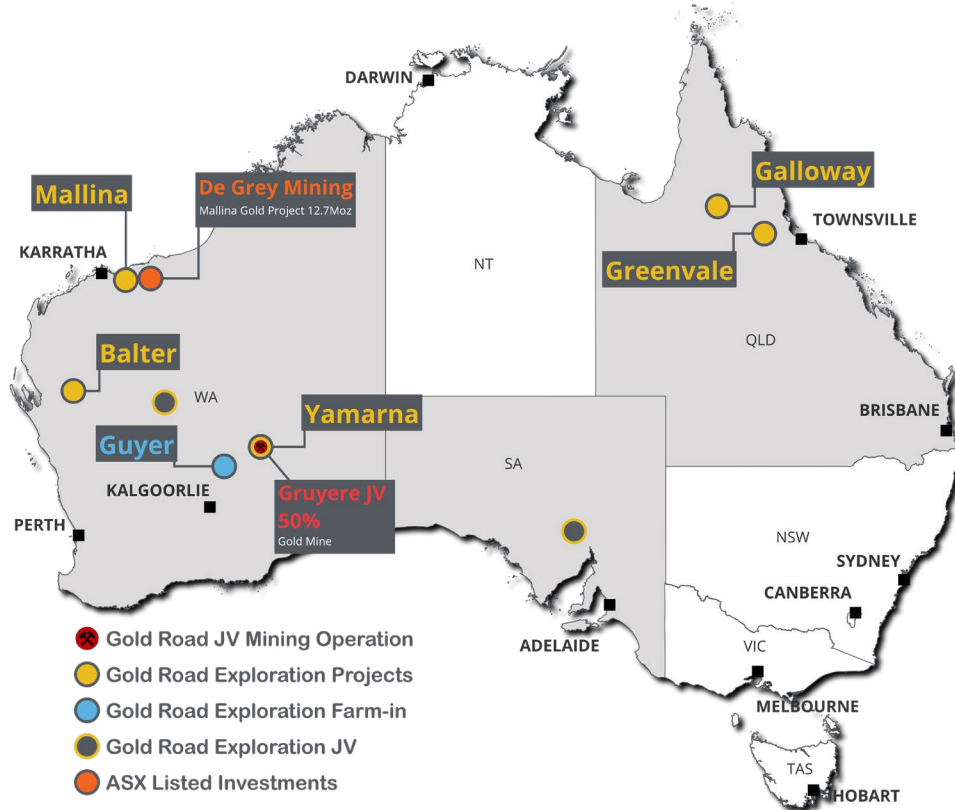 DARWIN
Mallina
De Grey Mining
Mallina Gold Project 12.7Moz
Galloway
TOWNSVILLE
KARRATHA
NT
Greenvale
QLD
Balter
WA
Yamarna
BRISBANE
Guyer
SA
KALGOORLIE
Gruyere JV
50%
Gold Mine
PERTH
NSW
SYDNEY
CANBERRA
ADELAIDE
VIC
MELBOURNE
TAS
HOBART
Gold Road JV Mining Operation
Gold Road Exploration Projects
Gold Road Exploration Farm-in
Gold Road Exploration JV
ASX Listed Investments